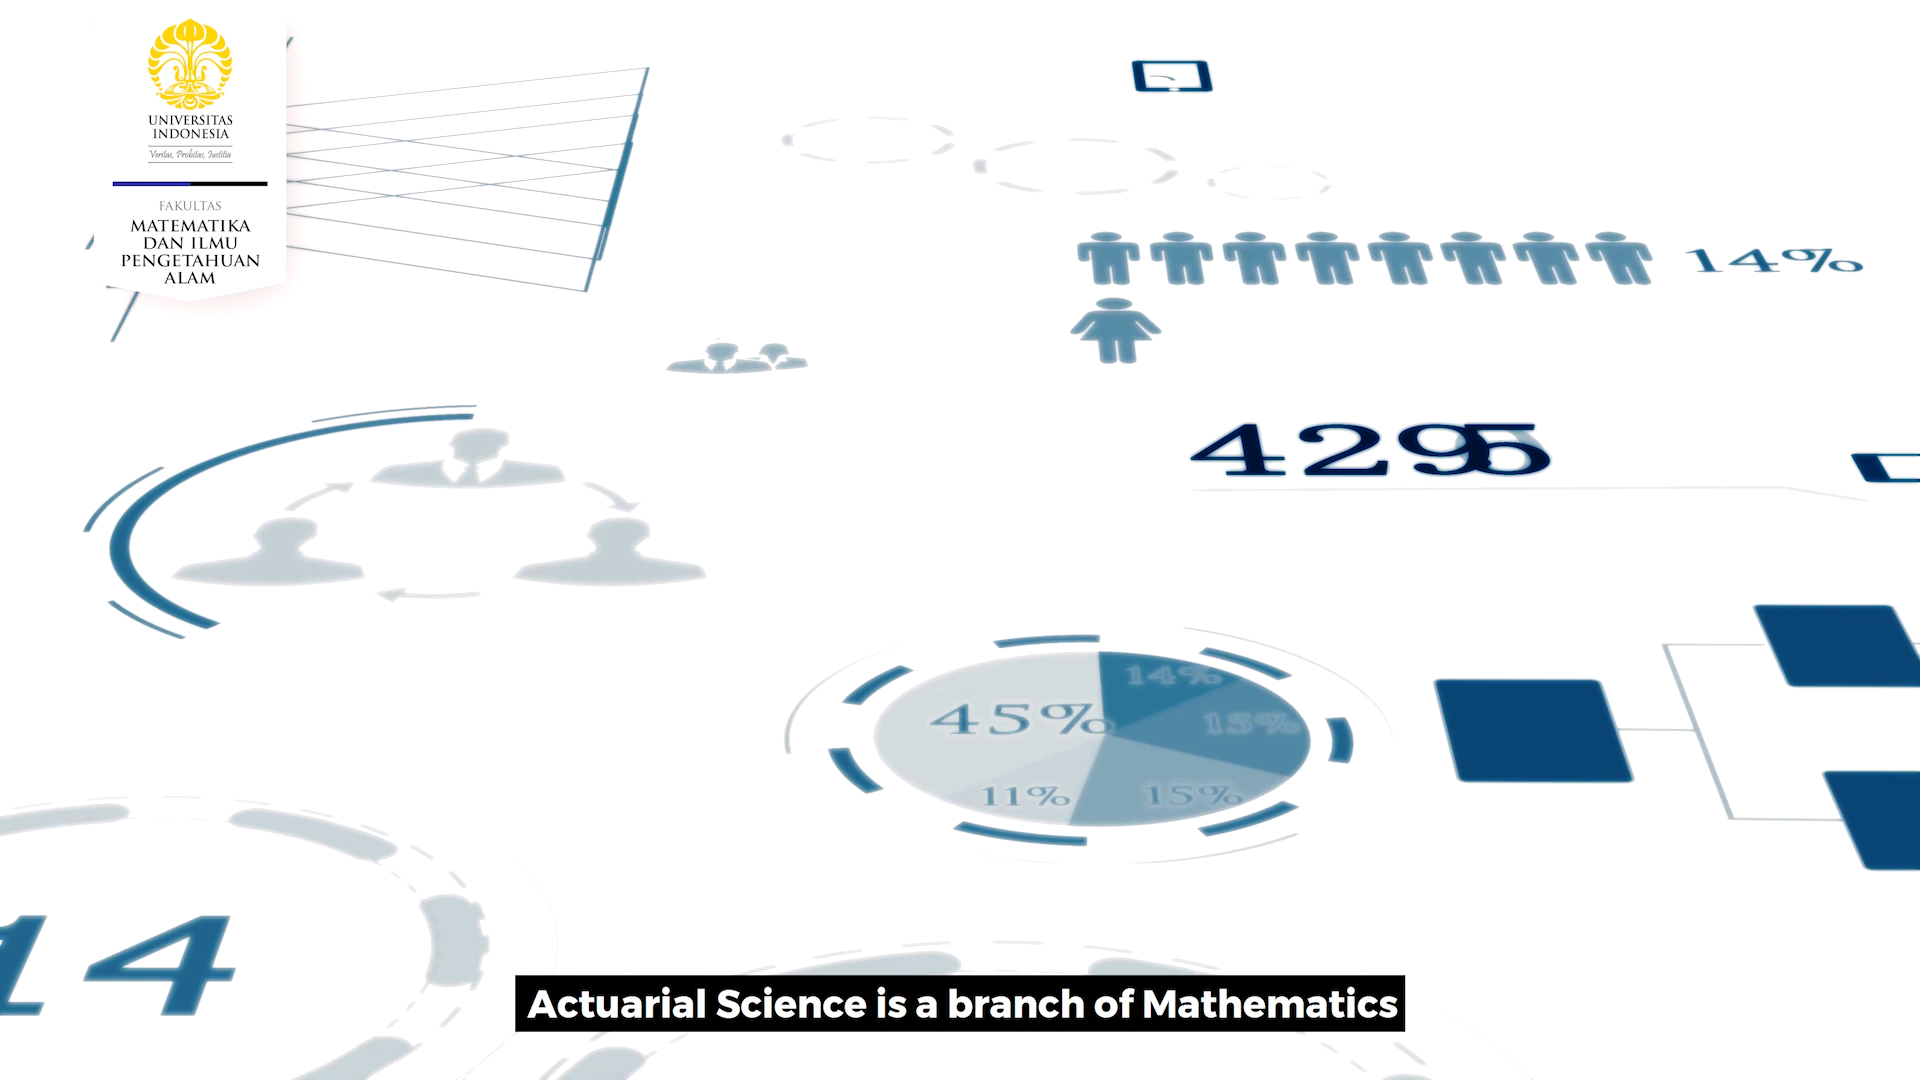 UNIVERSITAS
INDONESIA
Veritas, Probitas, Justitia
FAKULTAS
MATEMATIKA
DAN ILMU
PENGETAHUAN
ALAM
14%
45%
14%
15%
11%
15%
14
Actuarial Science is a branch of Mathematics